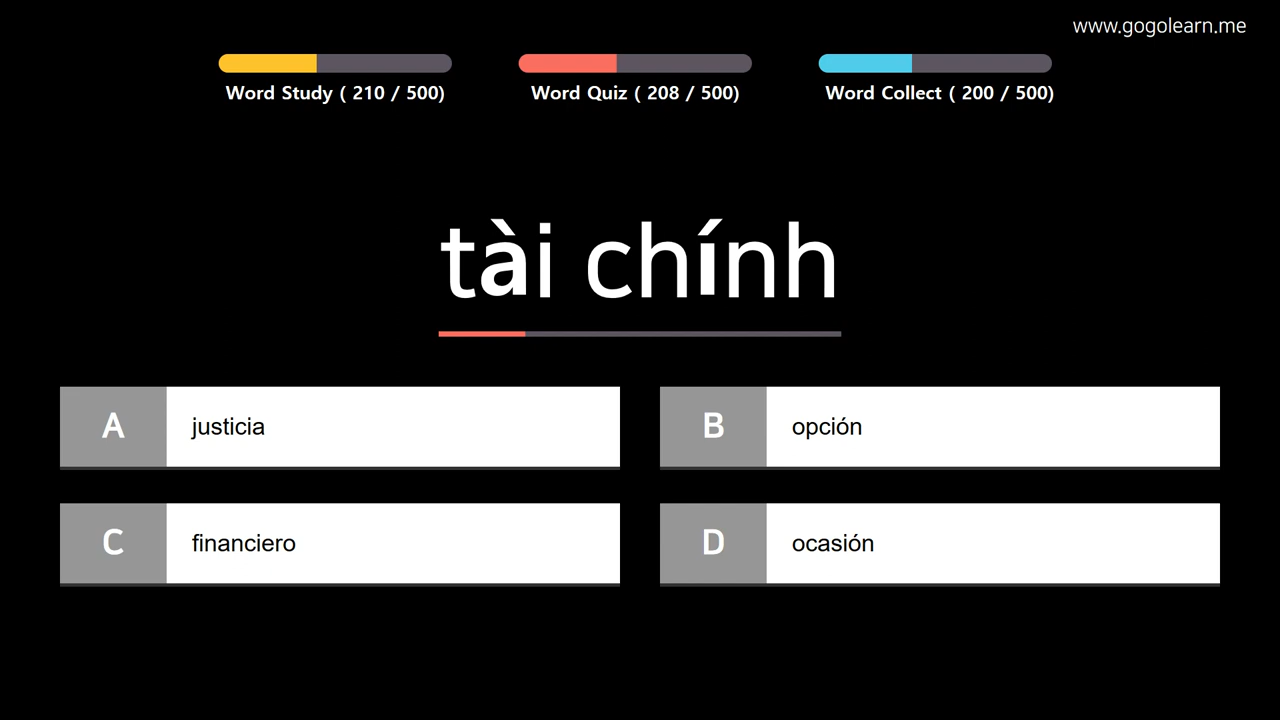 www.gogolearn.me
Word Study ( 210 / 500)
Word Quiz ( 208 / 500)
Word Collect ( 200 / 500)
tài chính
A justicia
B opción
C financiero
D ocasión